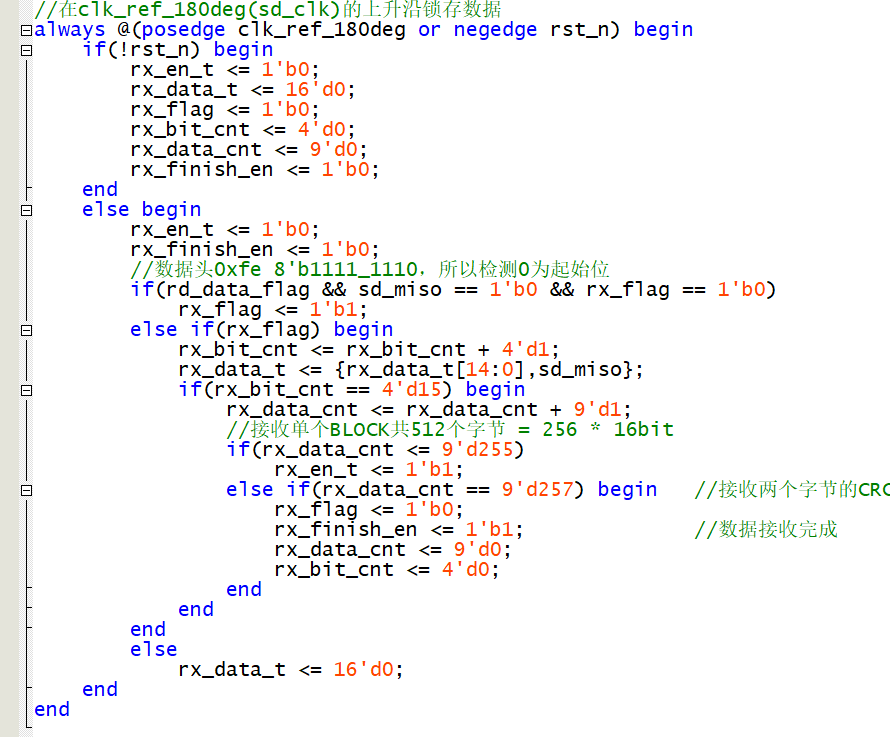 //在clk_ref_180deg(sd_clk)的上升沿锁存数据
always @(posedge clk_ref_180deg or negedge rst_n) begin
    if(!rst_n) begin
        rx_en_t <= 1'b0;
        rx_data_t <= 16'd0;
        rx_flag <= 1'b0;
        rx_bit_cnt <= 4'd0;
        rx_data_cnt <= 9'd0;
        rx_finish_en <= 1'b0;
    end
    else begin
        rx_en_t <= 1'b0;
        rx_finish_en <= 1'b0;
        //数据头0xfe 8'b1111_1110，所以检测0为起始位
        if(rd_data_flag && sd_miso == 1'b0 && rx_flag == 1'b0)
            rx_flag <= 1'b1;
        else if(rx_flag) begin
            rx_bit_cnt <= rx_bit_cnt + 4'd1;
            rx_data_t <= {rx_data_t[14:0],sd_miso};
            if(rx_bit_cnt == 4'd15) begin
                rx_data_cnt <= rx_data_cnt + 9'd1;
                //接收单个BLOCK共512个字节 = 256 * 16bit
                if(rx_data_cnt <= 9'd255)
                    rx_en_t <= 1'b1;
                else if(rx_data_cnt == 9'd257) begin   //接收两个字节的CRC
                    rx_flag <= 1'b0;
                    rx_finish_en <= 1'b1;              //数据接收完成
                    rx_data_cnt <= 9'd0;
                    rx_bit_cnt <= 4'd0;
                end
            end
        end
        else
            rx_data_t <= 16'd0;
    end
end